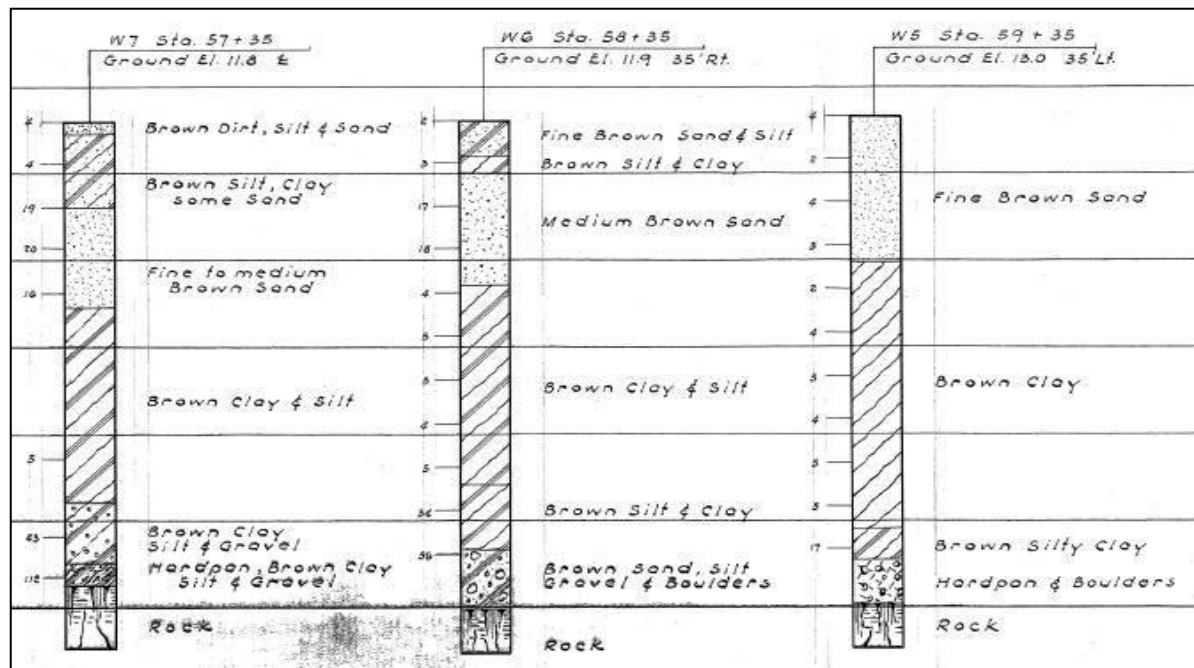 W7 Sta. 57+35
Ground El. 11.8 ℄
4
Brown Dirt, Silt & Sand
4
Brown Silt, Clay
some Sand
19
20
Fine to medium
Brown Sand
16
Brown Clay & Silt
5
Brown Clay
Silt & Gravel
Hardpan, Brown Clay
Silt & Gravel
112
Rock
W6 Sta. 58+35
Ground El. 11.9 35' Rt.
2
Fine Brown Sand & Silt
3
Brown Silt & Clay
17
Medium Brown Sand
18
4
5
Brown Clay & Silt
4
5
Brown Silt & Clay
Brown Sand, Silt
Gravel & Boulders
Rock
W5 Sta. 59+35
Ground El. 13.0 35' Lt.
4
2
Fine Brown Sand
4
3
2
4
Brown Clay
4
5
3
17
Brown Silty Clay
Hardpan & Boulders
Rock